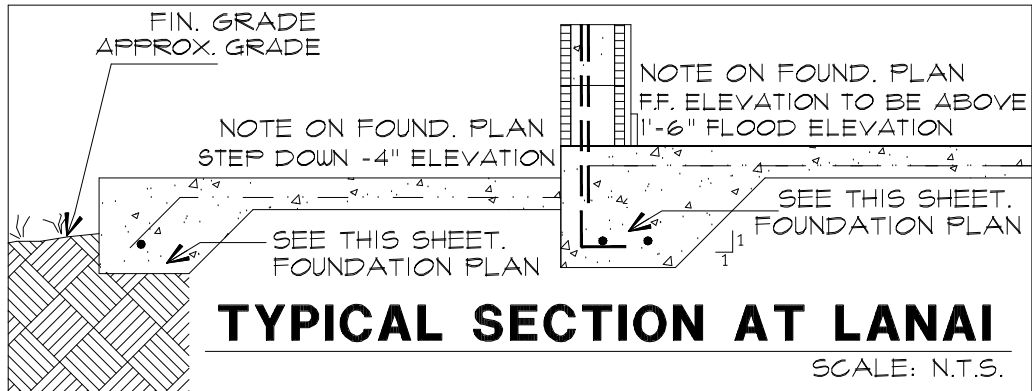 FIN. GRADE
APPROX. GRADE
NOTE ON FOUND. PLAN
F.F. ELEVATION TO BE ABOVE
1'-6" FLOOD ELEVATION
NOTE ON FOUND. PLAN
STEP DOWN -4" ELEVATION
SEE THIS SHEET.
FOUNDATION PLAN
SEE THIS SHEET.
FOUNDATION PLAN
1
1
TYPICAL SECTION AT LANAI
SCALE: N.T.S.